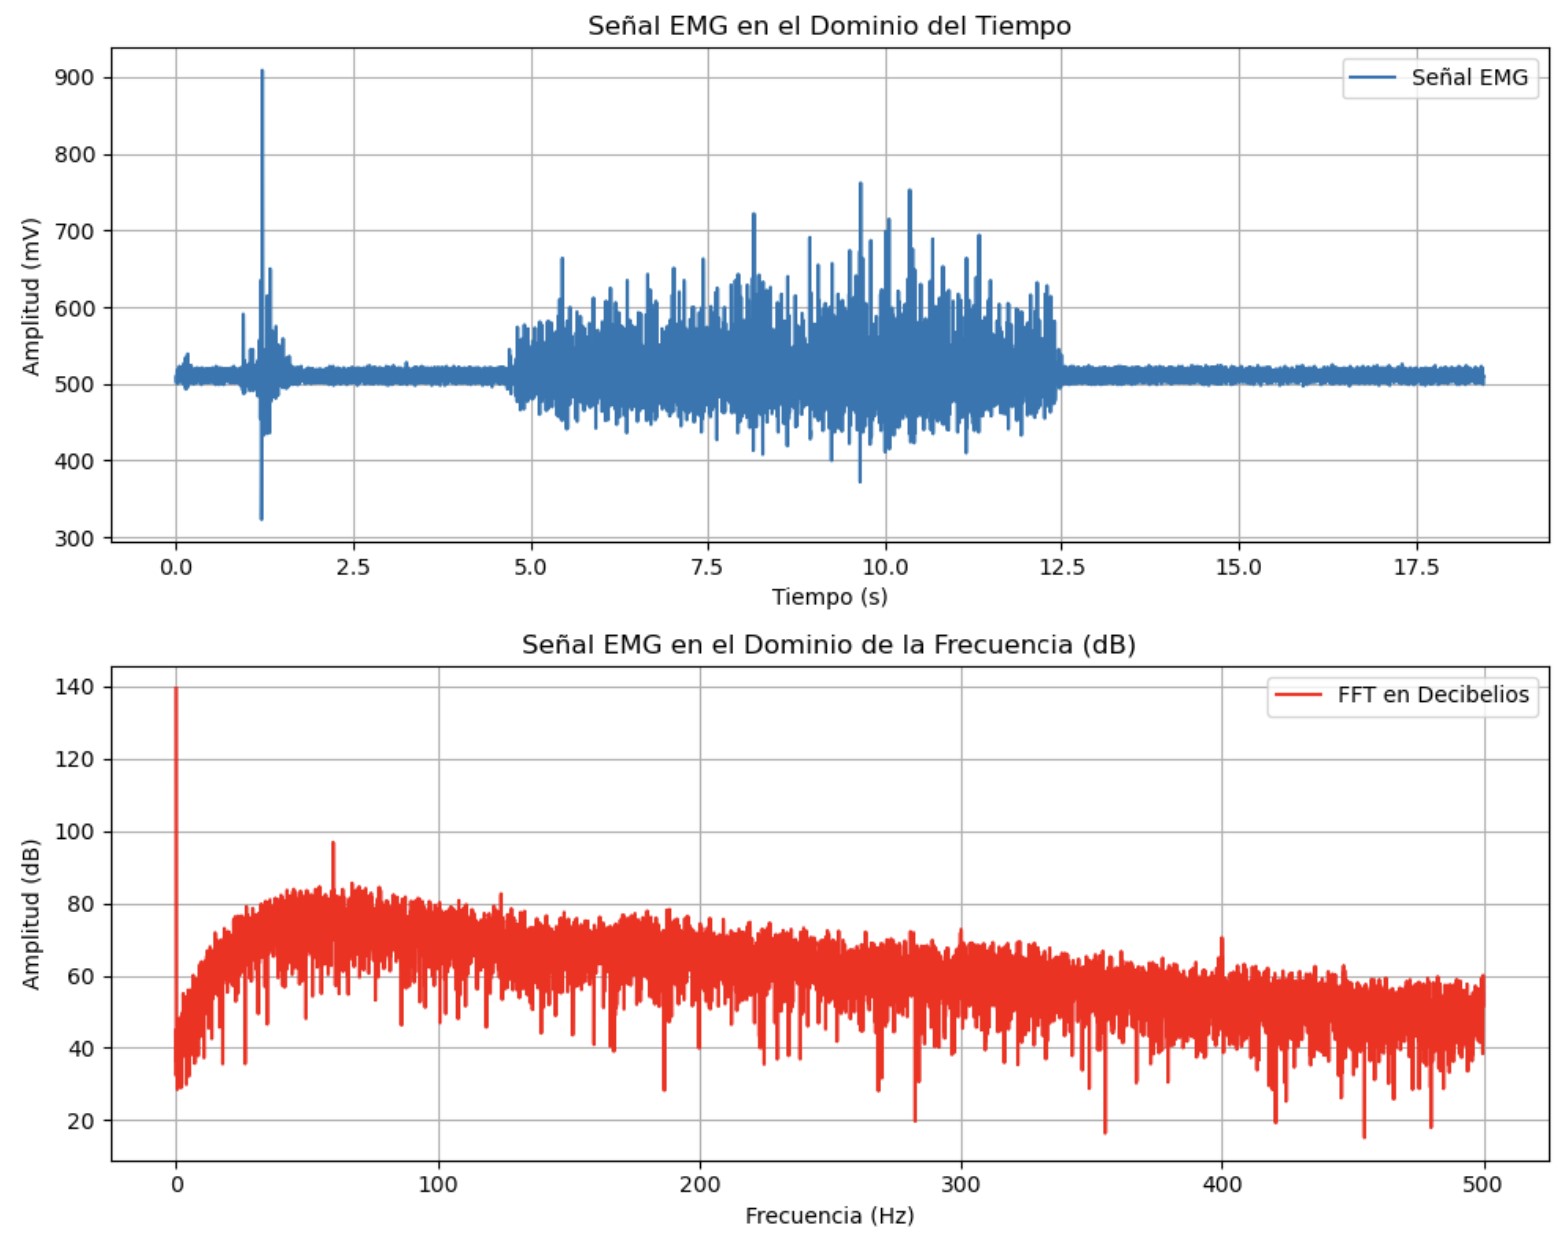 Señal EMG en el Dominio del Tiempo
Señal EMG
900
800
700
600
500
400
300
Amplitud (mV)
0.0 2.5 5.0 7.5 10.0 12.5 15.0 17.5
Tiempo (s)
Señal EMG en el Dominio de la Frecuencia (dB)
FFT en Decibelios
140
120
100
80
60
40
20
Amplitud (dB)
0 100 200 300 400 500
Frecuencia (Hz)